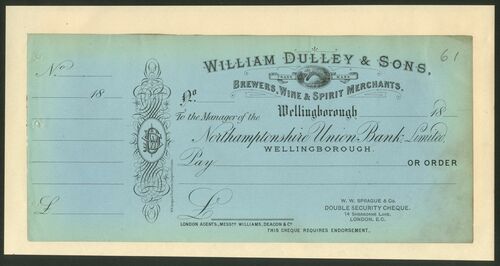 61
WILLIAM DULLEY & SONS,
TRADE MARK
BREWERS, WINE & SPIRIT MERCHANTS.
No
18
£
No
Wellingborough 18
To the Manager of the
Northamptonshire Union Bank, Limited,
WELLINGBOROUGH.
Pay OR ORDER
£
W. W. SPRAGUE & Co.
DOUBLE SECURITY CHEQUE.
14 SHERBORNE LANE,
LONDON, E.C.
LONDON AGENTS, MESSRS WILLIAMS, DEACON & Co
THIS CHEQUE REQUIRES ENDORSEMENT.